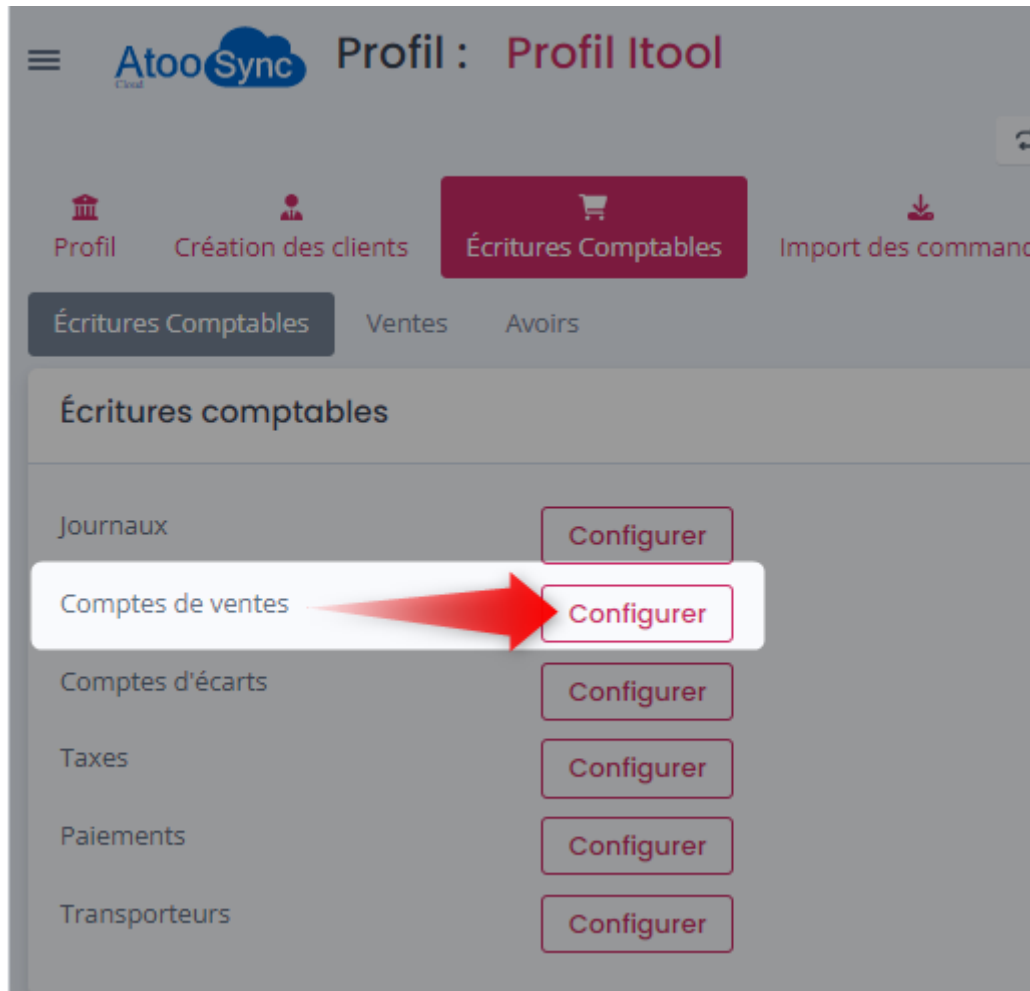 AtooSync Profil : Profil Itool
Cloud
Profil Création des clients Écritures Comptables Import des command
Écritures Comptables Ventes Avoirs
Écritures comptables
Journaux Configurer
Comptes de ventes Configurer
Comptes d'écarts Configurer
Taxes Configurer
Paiements Configurer
Transporteurs Configurer